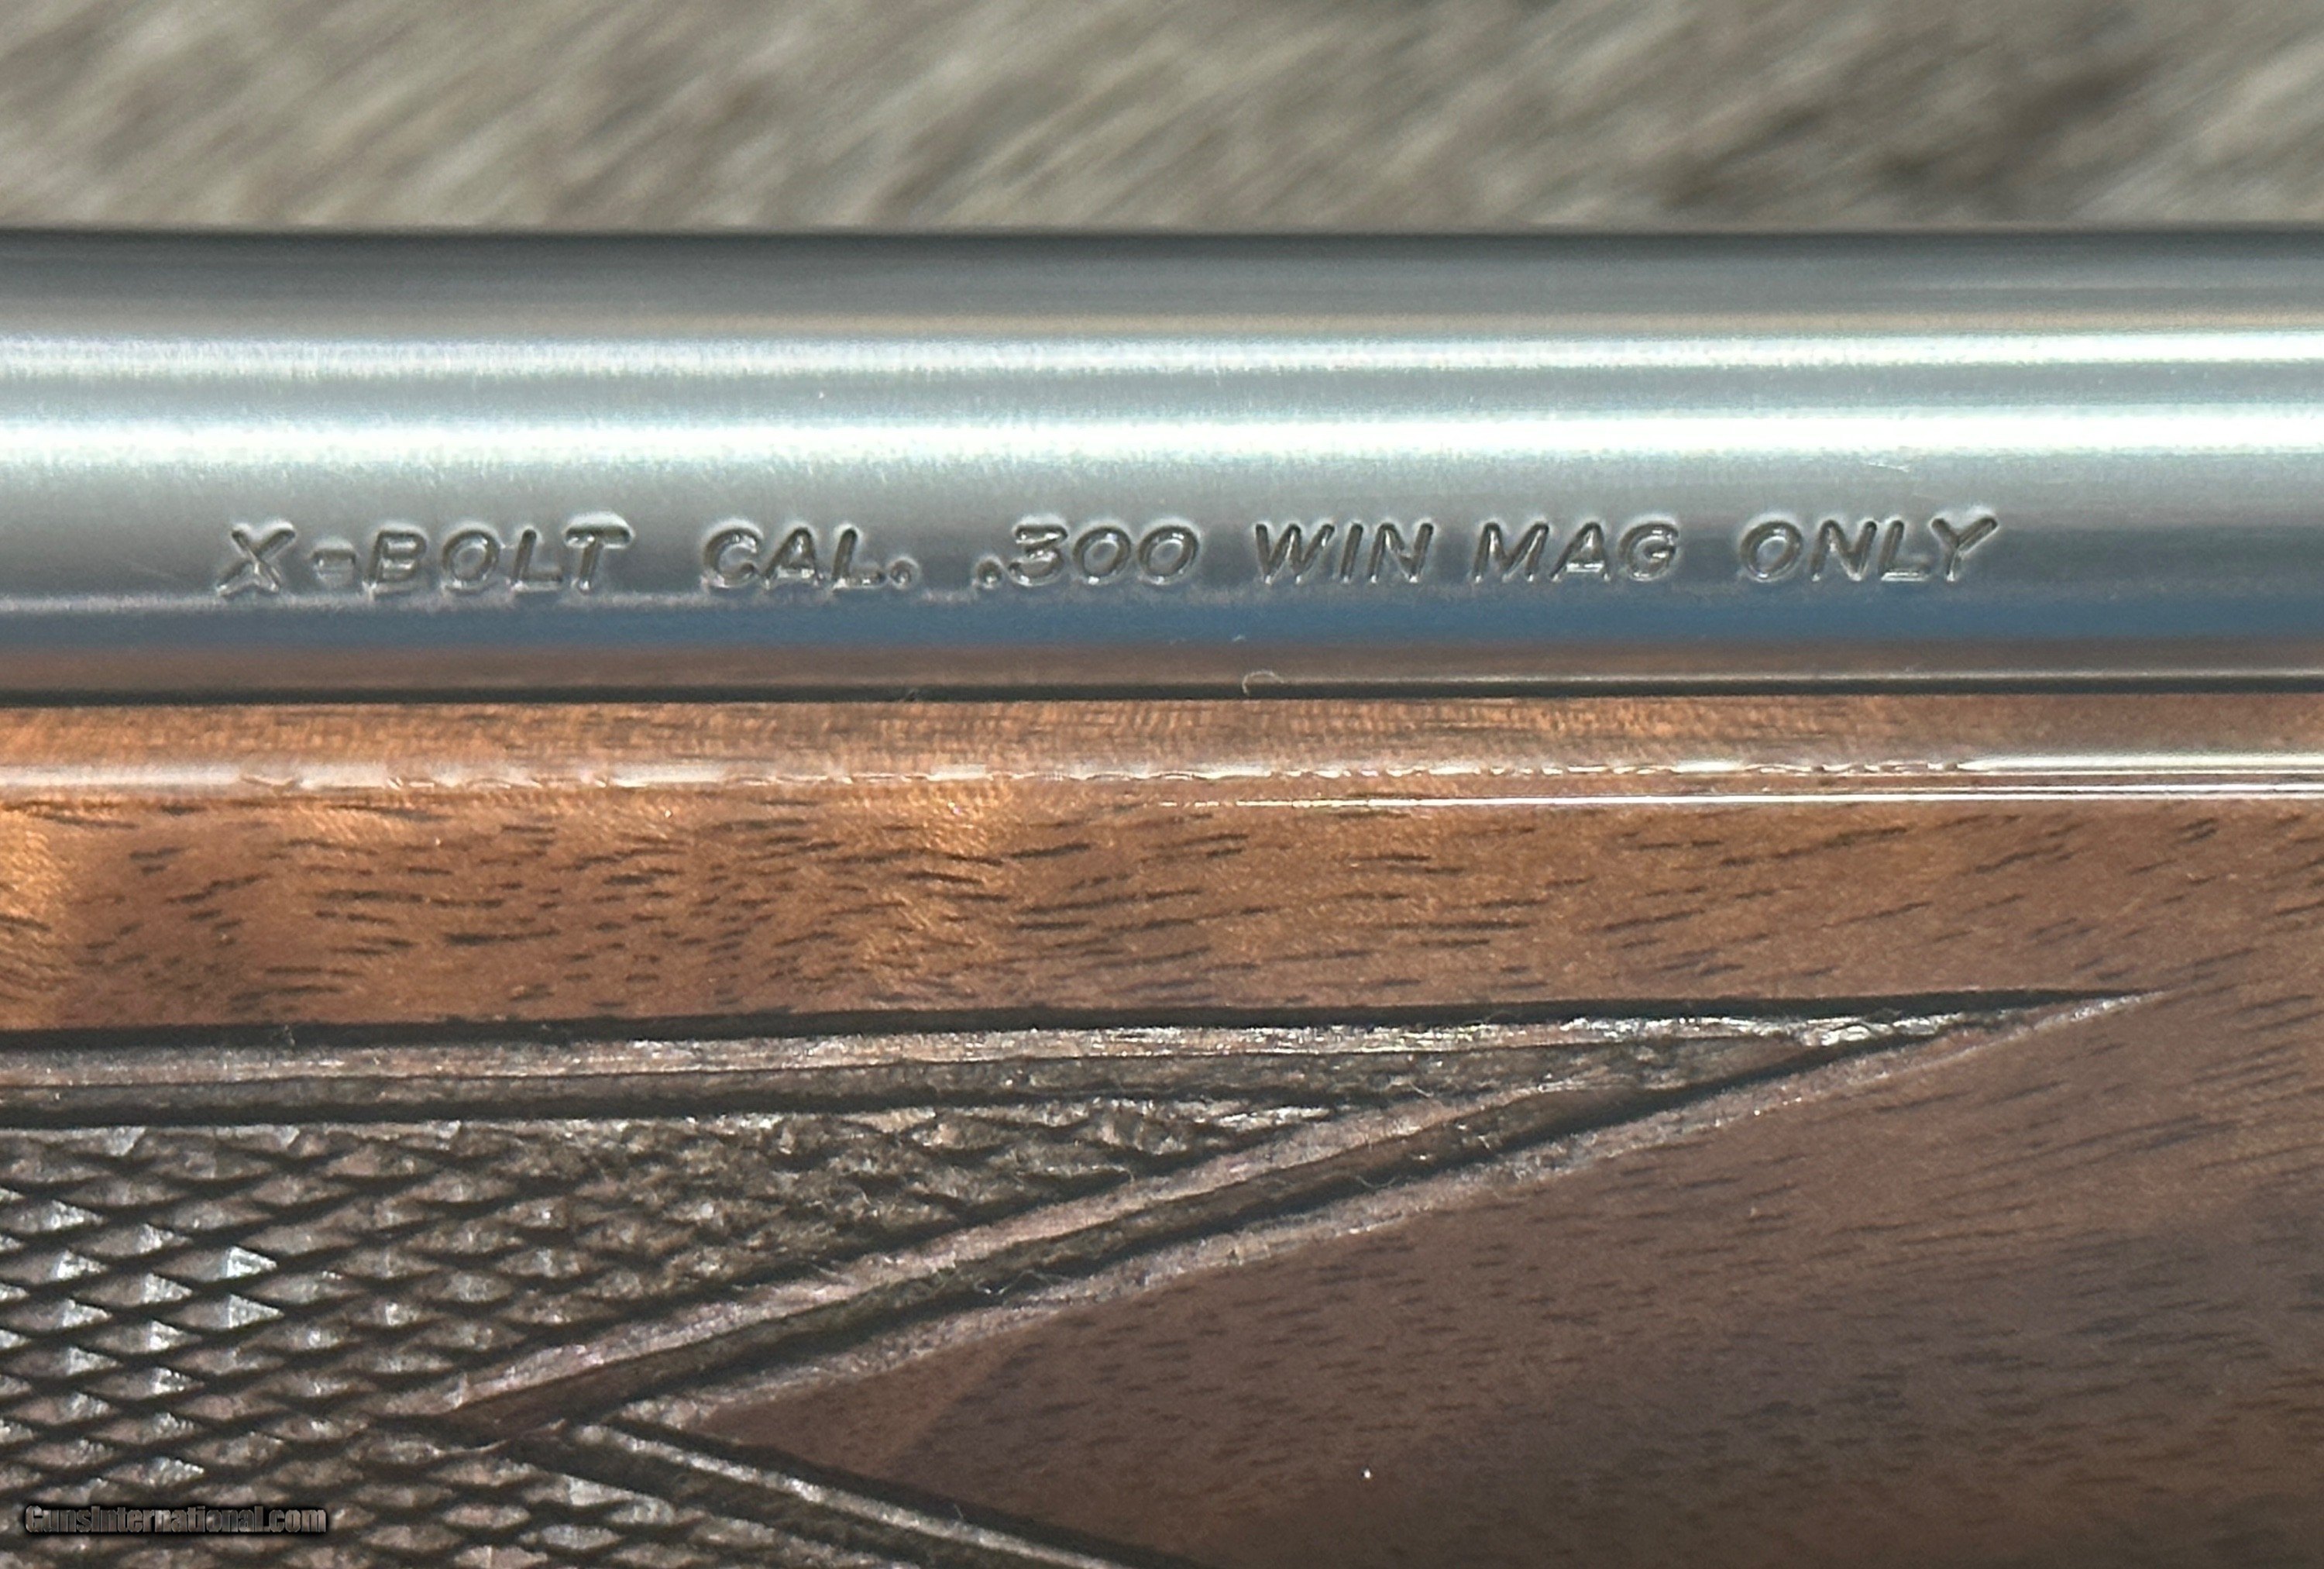 X-BOLT CAL. .300 WIN MAG ONLY
GunsInternational.com